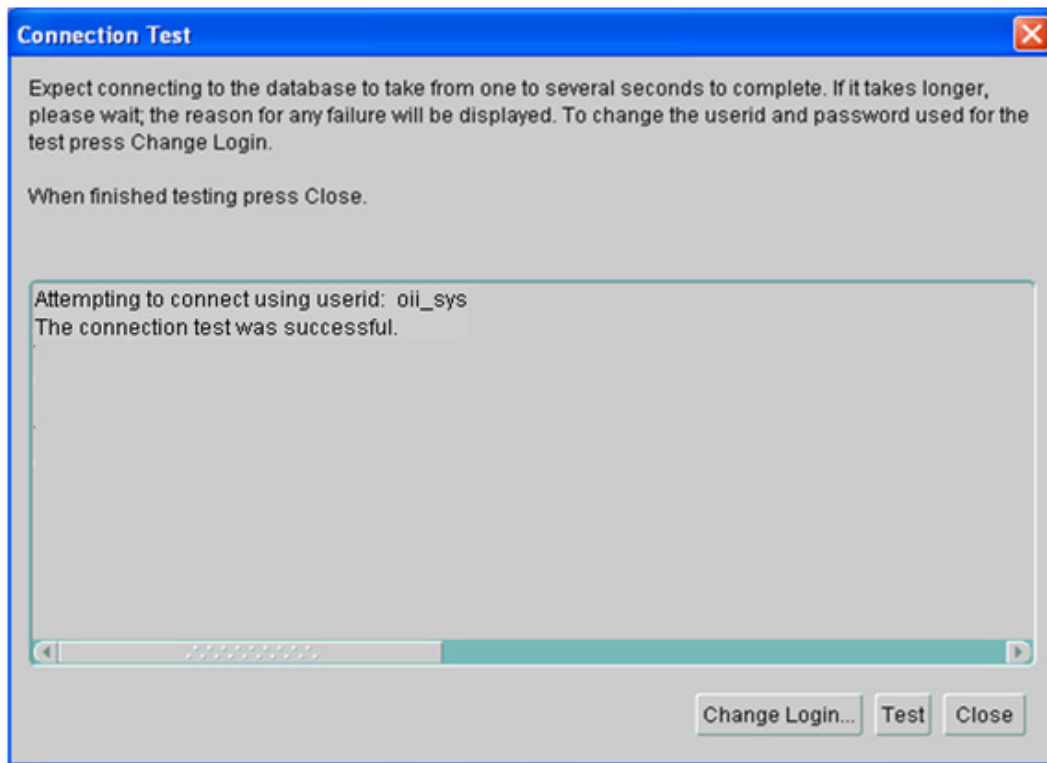 Connection Test
Expect connecting to the database to take from one to several seconds to complete. If it takes longer,
please wait; the reason for any failure will be displayed. To change the userid and password used for the
test press Change Login.
When finished testing press Close.
Attempting to connect using userid: oii_sys
The connection test was successful.
Change Login... Test Close